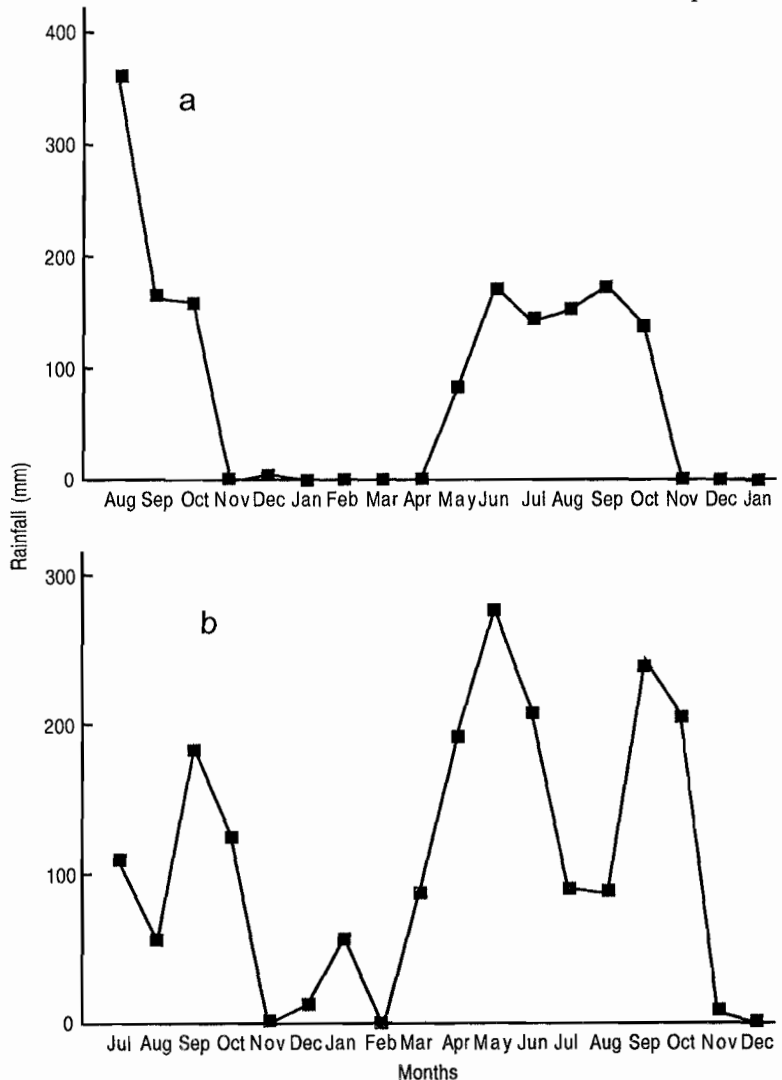 400
a
300
200
100
0
Aug Sep Oct Nov Dec Jan Feb Mar Apr May Jun Jul Aug Sep Oct Nov Dec Jan
Rainfall (mm)
300
b
200
100
0
Jul Aug Sep Oct Nov Dec Jan Feb Mar Apr May Jun Jul Aug Sep Oct Nov Dec
Months